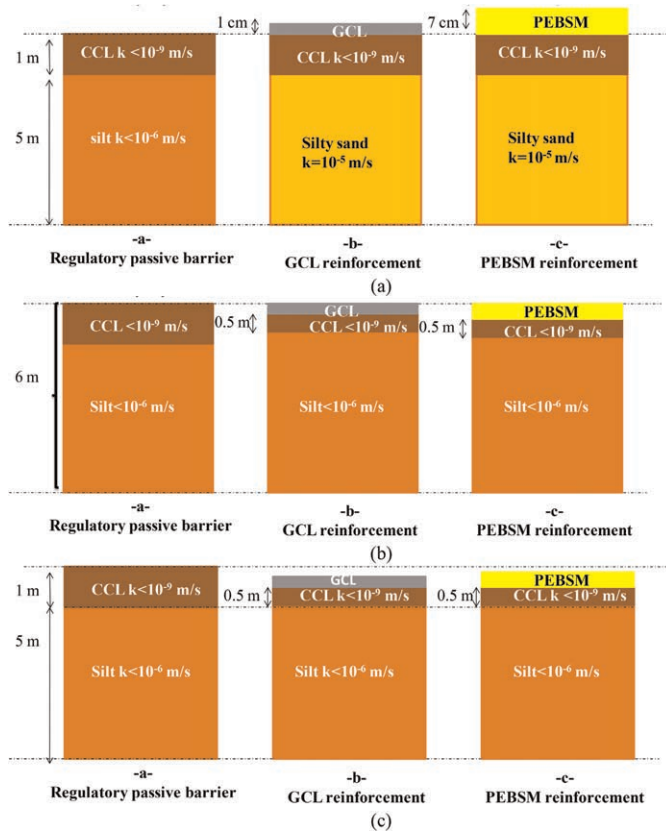 1 cm
7 cm
GCL
PEBSM
1 m
CCL k <10⁻⁹ m/s
CCL k<10⁻⁹ m/s
CCL k<10⁻⁹ m/s
5 m
silt k<10⁻⁶ m/s
Silty sand
k=10⁻⁵ m/s
Silty sand
k=10⁻⁵ m/s
-a-
Regulatory passive barrier
-b-
GCL reinforcement
-c-
PEBSM reinforcement
(a)
6 m
CCL <10⁻⁹ m/s
0.5 m
GCL
CCL <10⁻⁹ m/s
0.5 m
PEBSM
CCL <10⁻⁹ m/s
Silt<10⁻⁶ m/s
Silt<10⁻⁶ m/s
Silt<10⁻⁶ m/s
-a-
Regulatory passive barrier
-b-
GCL reinforcement
-c-
PEBSM reinforcement
(b)
1 m
CCL k<10⁻⁹ m/s
0.5 m
GCL
CCL k<10⁻⁹ m/s
0.5 m
PEBSM
CCL k <10⁻⁹ m/s
5 m
Silt k<10⁻⁶ m/s
Silt k<10⁻⁶ m/s
Silt<10⁻⁶ m/s
-a-
Regulatory passive barrier
-b-
GCL reinforcement
-c-
PEBSM reinforcement
(c)